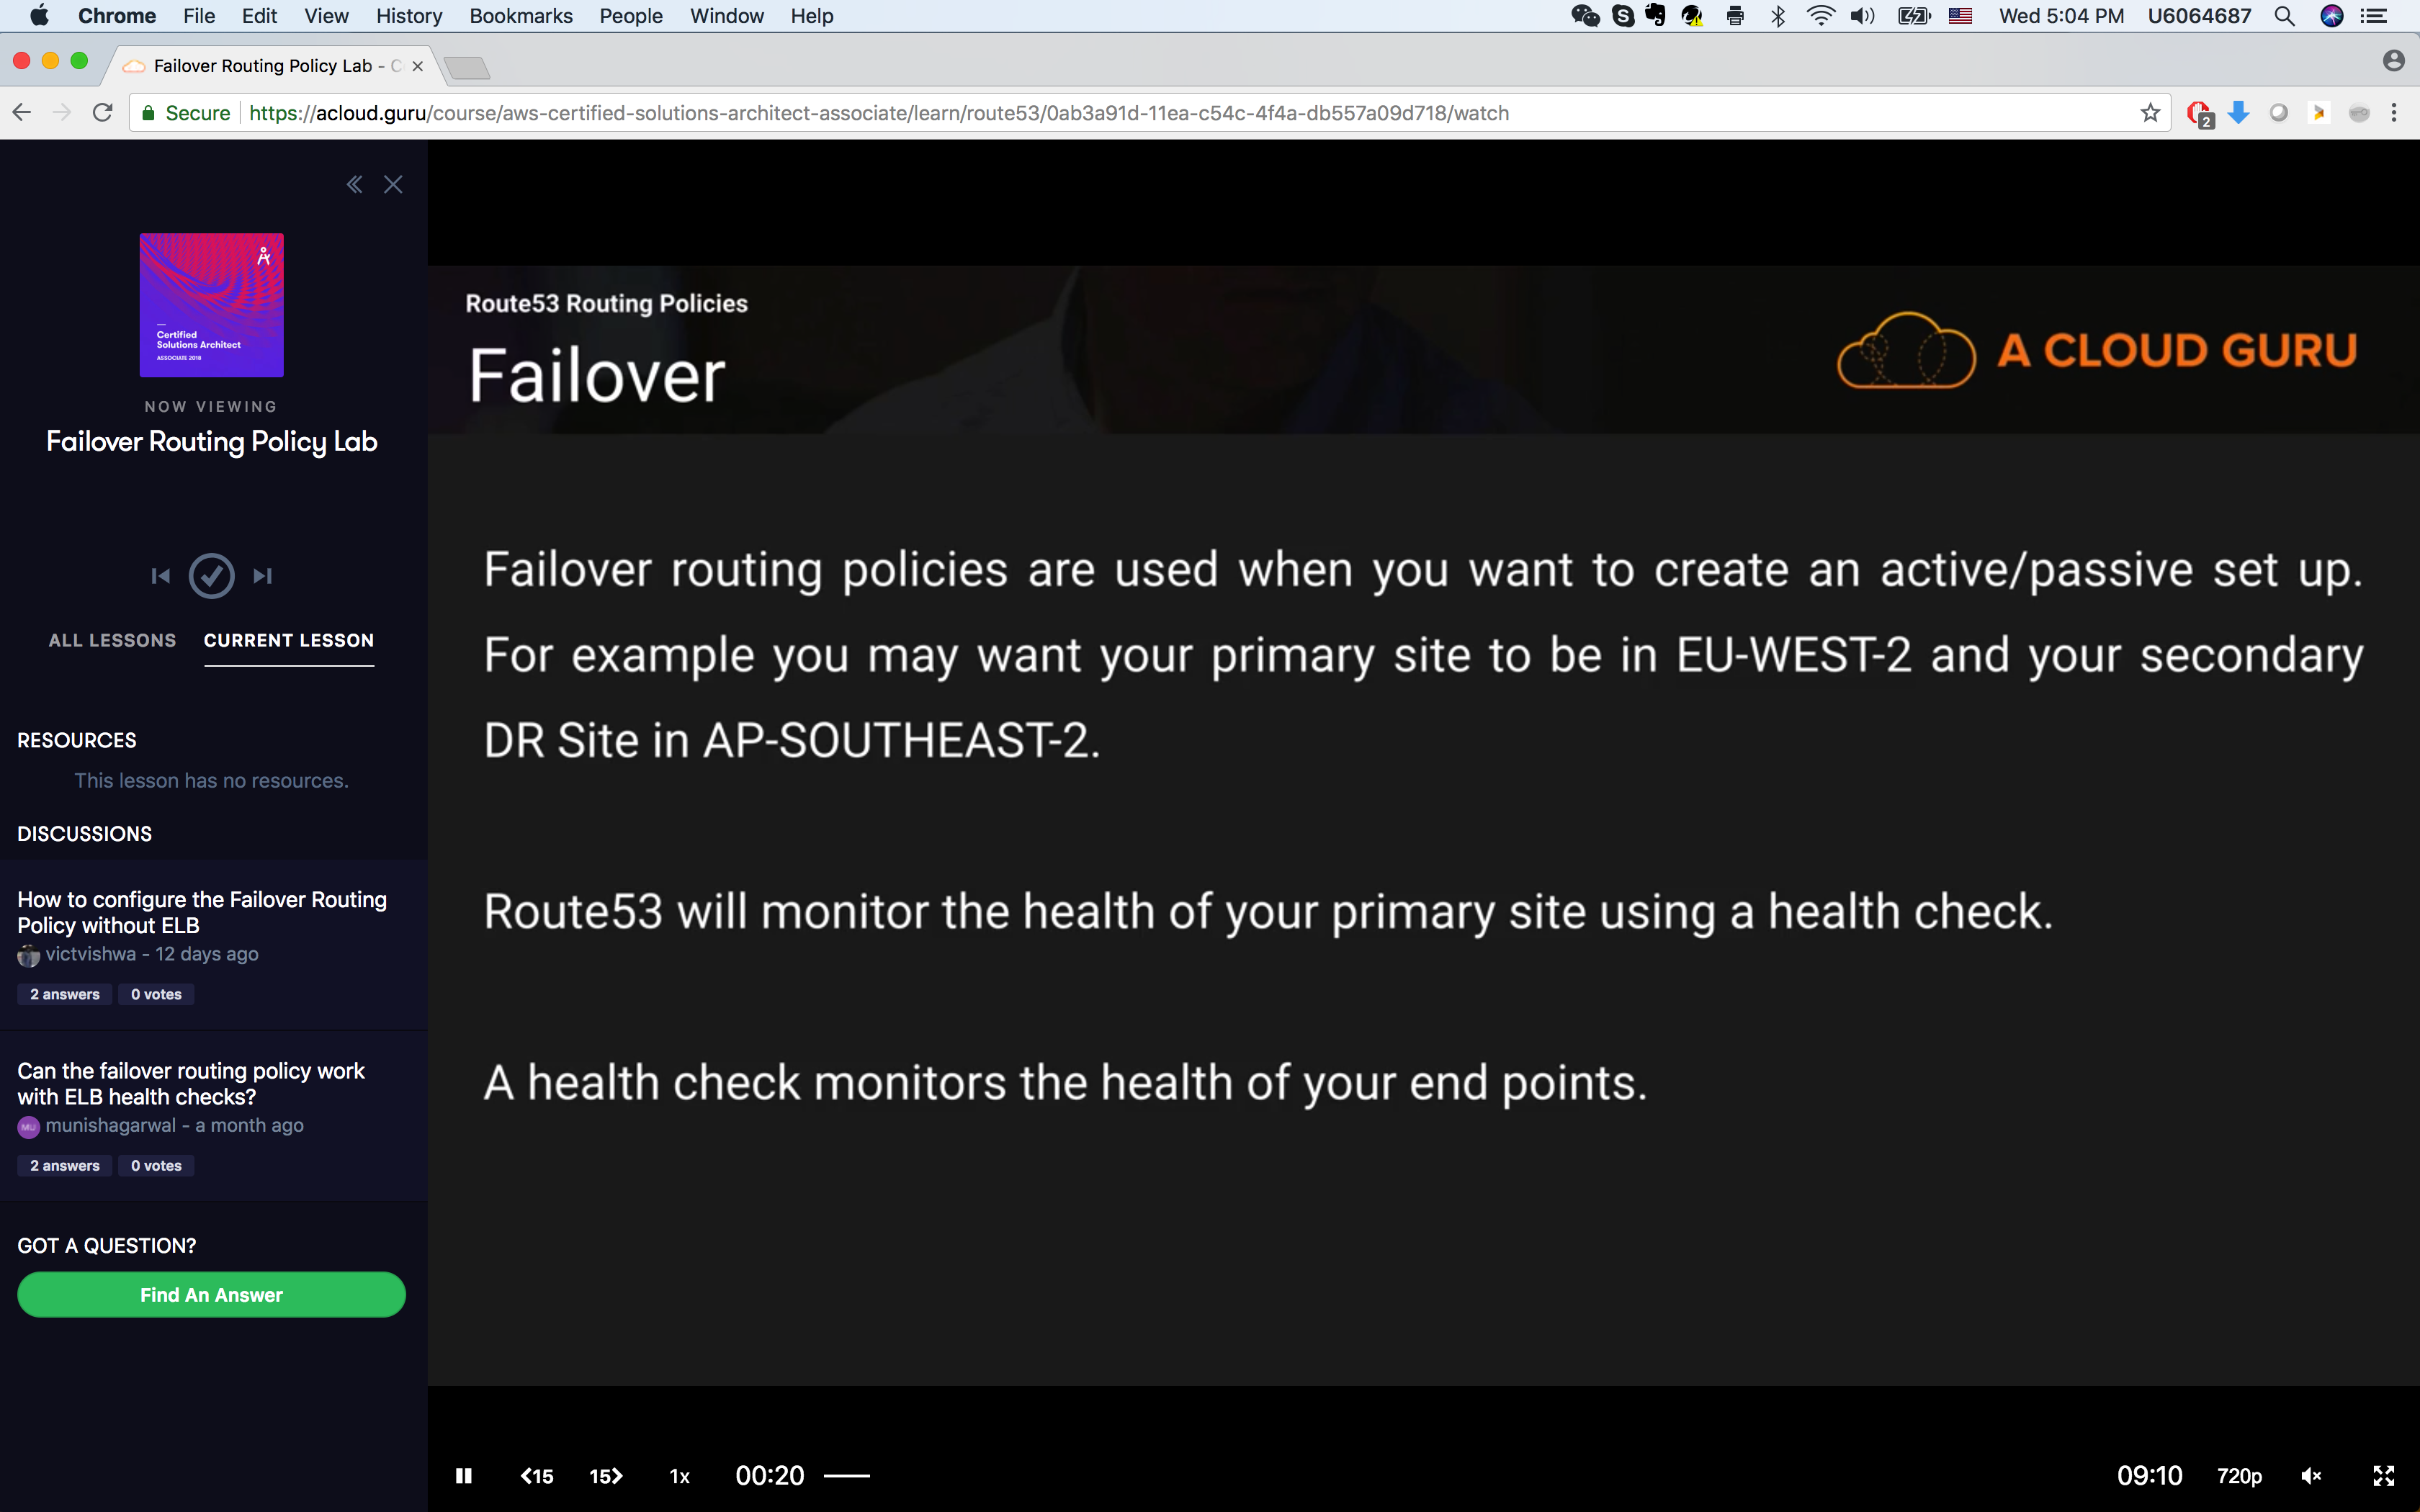 Chrome File Edit View History Bookmarks People Window Help Wed 5:04 PM U6064687
Failover Routing Policy Lab - C
Secure https://acloud.guru/course/aws-certified-solutions-architect-associate/learn/route53/0ab3a91d-11ea-c54c-4f4a-db557a09d718/watch
2
Certified
Solutions Architect
ASSOCIATE 2018
NOW VIEWING
Failover Routing Policy Lab
ALL LESSONS CURRENT LESSON
RESOURCES
This lesson has no resources.
DISCUSSIONS
How to configure the Failover Routing
Policy without ELB
victvishwa - 12 days ago
2 answers 0 votes
Can the failover routing policy work
with ELB health checks?
MU munishagarwal - a month ago
2 answers 0 votes
GOT A QUESTION?
Find An Answer
Route53 Routing Policies
Failover
A CLOUD GURU
Failover routing policies are used when you want to create an active/passive set up.
For example you may want your primary site to be in EU-WEST-2 and your secondary
DR Site in AP-SOUTHEAST-2.
Route53 will monitor the health of your primary site using a health check.
A health check monitors the health of your end points.
15 15 1x 00:20 09:10 720p